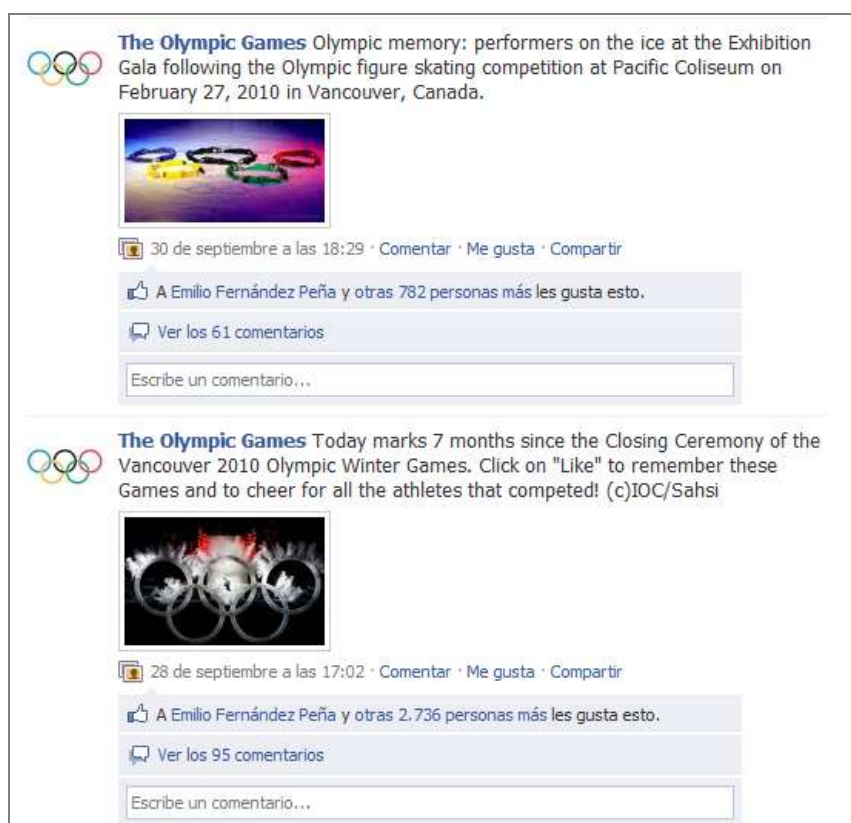 The Olympic Games Olympic memory: performers on the ice at the Exhibition
Gala following the Olympic figure skating competition at Pacific Coliseum on
February 27, 2010 in Vancouver, Canada.
30 de septiembre a las 18:29 · Comentar · Me gusta · Compartir
A Emilio Fernández Peña y otras 782 personas más les gusta esto.
Ver los 61 comentarios
Escribe un comentario...
The Olympic Games Today marks 7 months since the Closing Ceremony of the
Vancouver 2010 Olympic Winter Games. Click on "Like" to remember these
Games and to cheer for all the athletes that competed! (c)IOC/Sahsi
28 de septiembre a las 17:02 · Comentar · Me gusta · Compartir
A Emilio Fernández Peña y otras 2.736 personas más les gusta esto.
Ver los 95 comentarios
Escribe un comentario...